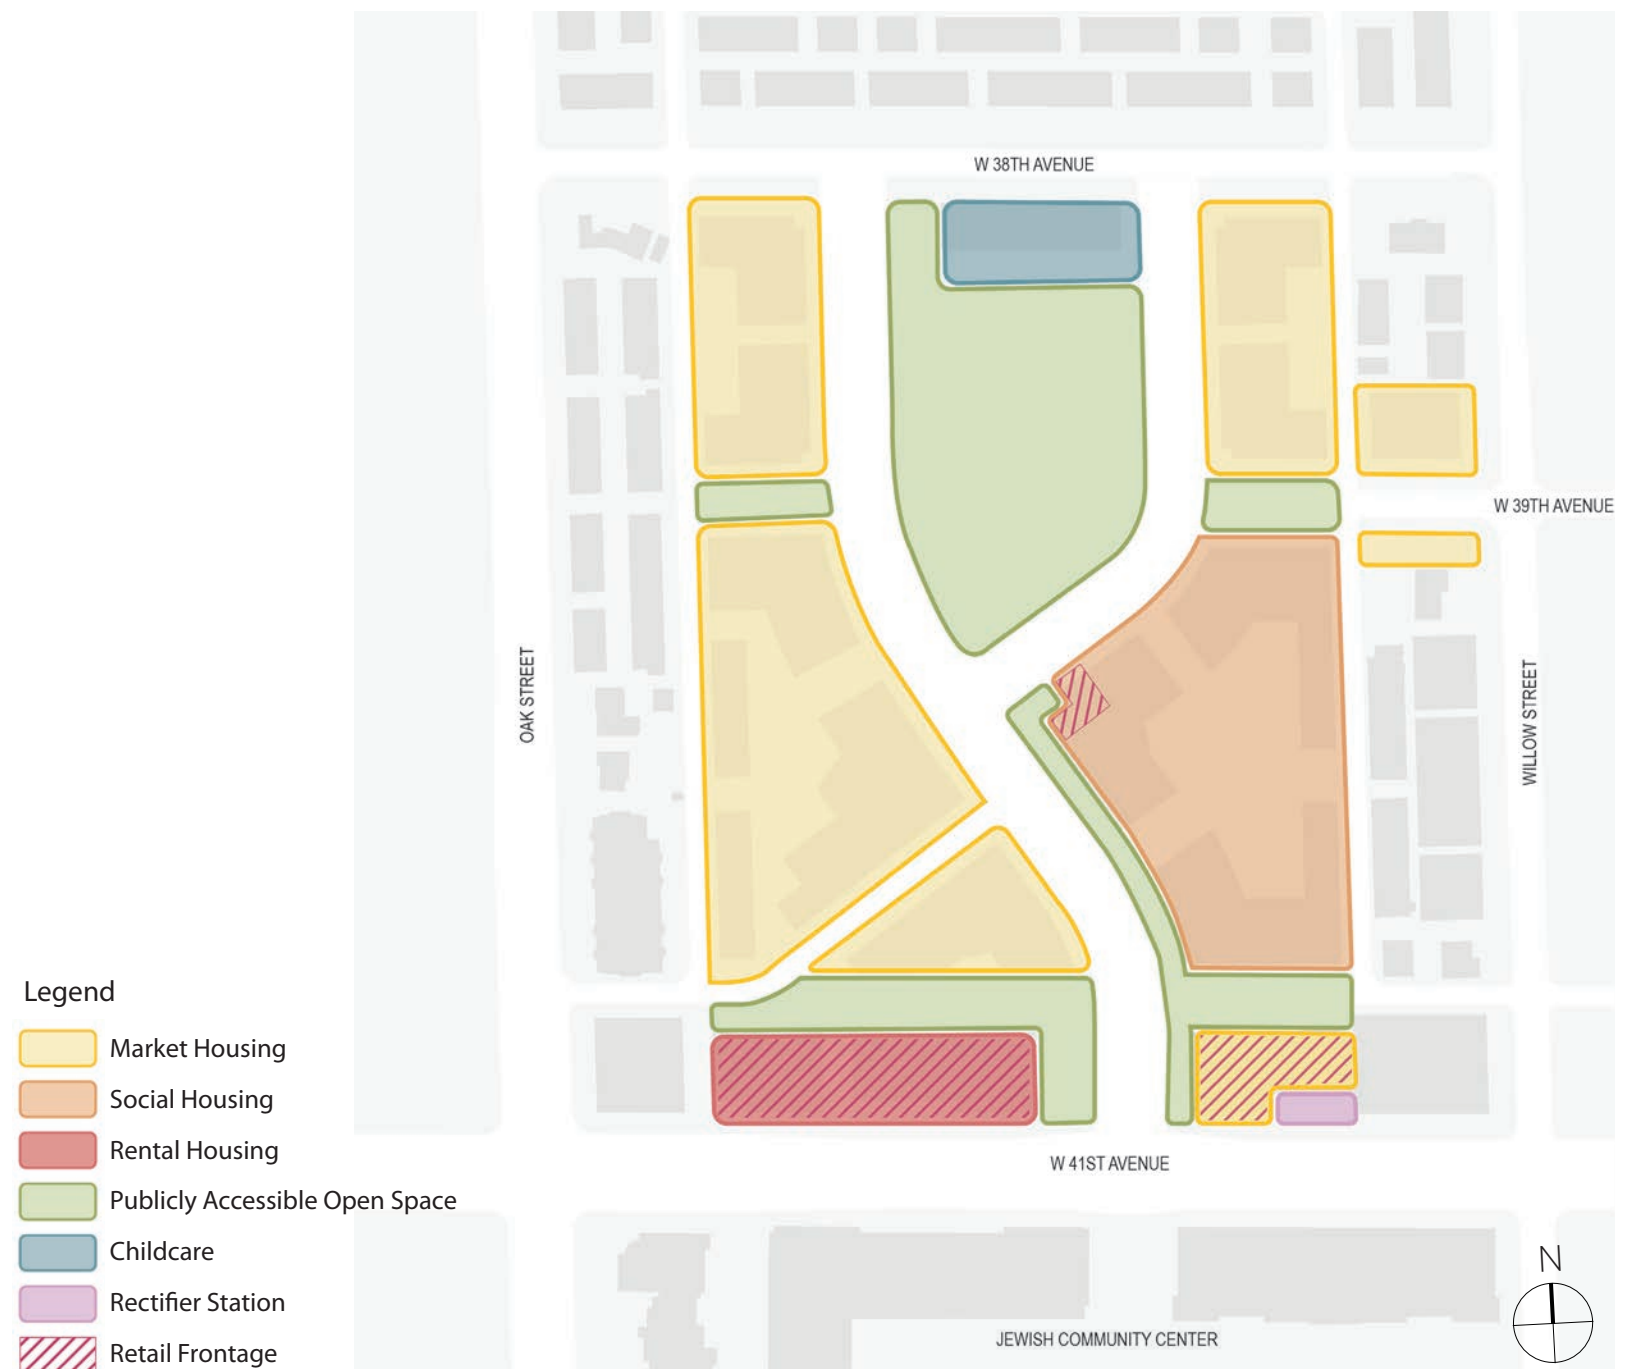 W 38TH AVENUE
W 39TH AVENUE
OAK STREET
WILLOW STREET
Legend
Market Housing
Social Housing
Rental Housing
Publicly Accessible Open Space
Childcare
Rectifier Station
Retail Frontage
W 41ST AVENUE
N
JEWISH COMMUNITY CENTER